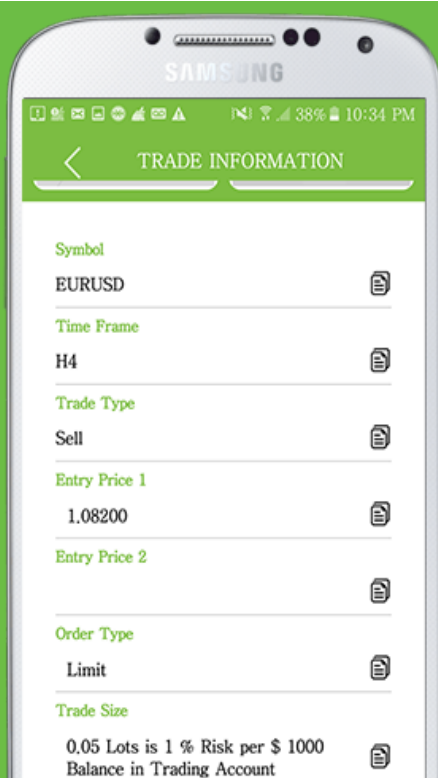 SAMSUNG
38% 10:34 PM
TRADE INFORMATION
Symbol
EURUSD
Time Frame
H4
Trade Type
Sell
Entry Price 1
1.08200
Entry Price 2
Order Type
Limit
Trade Size
0.05 Lots is 1 % Risk per $ 1000
Balance in Trading Account